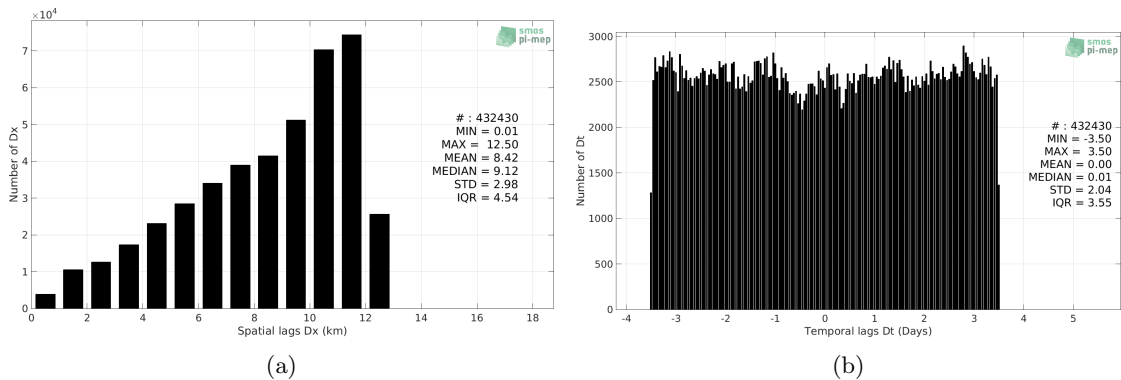 ×10⁴
7
6
5
4
3
2
1
0
Number of Dx
smos
pi-mep
# : 432430
MIN = 0.01
MAX = 12.50
MEAN = 8.42
MEDIAN = 9.12
STD = 2.98
IQR = 4.54
0 2 4 6 8 10 12 14 16 18
Spatial lags Dx (km)
(a)
3000
2500
2000
1500
1000
500
0
Number of Dt
smos
pi-mep
# : 432430
MIN = -3.50
MAX = 3.50
MEAN = 0.00
MEDIAN = 0.01
STD = 2.04
IQR = 3.55
-4 -3 -2 -1 0 1 2 3 4 5
Temporal lags Dt (Days)
(b)